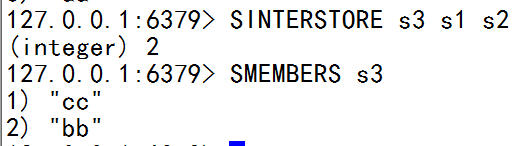 127.0.0.1:6379> SINTERSTORE s3 s1 s2
(integer) 2
127.0.0.1:6379> SMEMBERS s3
1) "cc"
2) "bb"